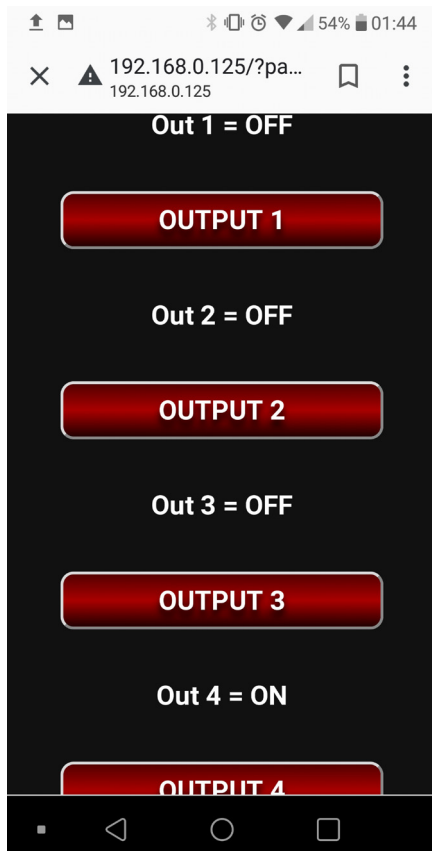 54% 01:44
192.168.0.125/?pa...
192.168.0.125
Out 1 = OFF
OUTPUT 1
Out 2 = OFF
OUTPUT 2
Out 3 = OFF
OUTPUT 3
Out 4 = ON
OUTPUT 4